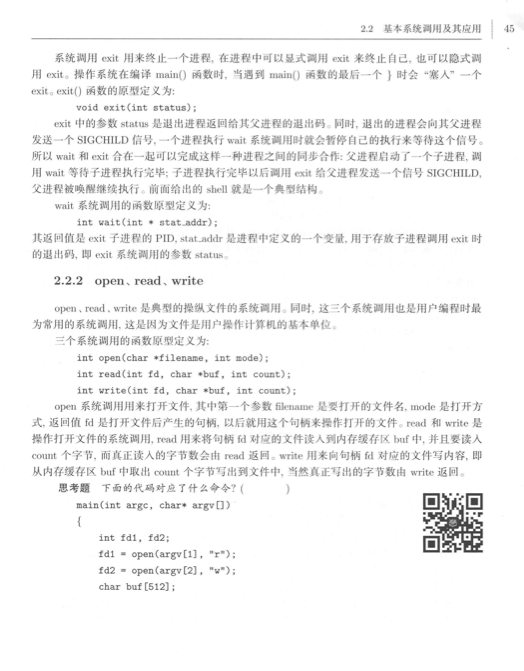 2.2 基本系统调用及其应用 45
系统调用 exit 用来终止一个进程, 在进程中可以显式调用 exit 来终止自己, 也可以隐式调
用 exit。操作系统在编译 main() 函数时, 当遇到 main() 函数的最后一个 } 时会“塞人”一个
exit。exit() 函数的原型定义为:
void exit(int status);
exit 中的参数 status 是退出进程返回给其父进程的退出码。同时, 退出的进程会向其父进程
发送一个 SIGCHILD 信号, 一个进程执行 wait 系统调用时就会暂停自己的执行来等待这个信号。
所以 wait 和 exit 合在一起可以完成这样一种进程之间的同步合作: 父进程启动了一个子进程, 调
用 wait 等待子进程执行完毕; 子进程执行完毕以后调用 exit 给父进程发送一个信号 SIGCHILD,
父进程被唤醒继续执行。前面给出的 shell 就是一个典型结构。
wait 系统调用的函数原型定义为:
int wait(int * stat_addr);
其返回值是 exit 子进程的 PID, stat_addr 是进程中定义的一个变量, 用于存放子进程调用 exit 时
的退出码, 即 exit 系统调用的参数 status。
2.2.2 open、read、write
open、read、write 是典型的操纵文件的系统调用。同时, 这三个系统调用也是用户编程时最
为常用的系统调用, 这是因为文件是用户操作计算机的基本单位。
三个系统调用的函数原型定义为:
int open(char *filename, int mode);
int read(int fd, char *buf, int count);
int write(int fd, char *buf, int count);
open 系统调用用来打开文件, 其中第一个参数 filename 是要打开的文件名, mode 是打开方
式, 返回值 fd 是打开文件后产生的句柄, 以后就用这个句柄来操作打开的文件。read 和 write 是
操作打开文件的系统调用, read 用来将句柄 fd 对应的文件读入到内存缓存区 buf 中, 并且要读入
count 个字节, 而真正读入的字节数会由 read 返回。write 用来向句柄 fd 对应的文件写内容, 即
从内存缓存区 buf 中取出 count 个字节写出到文件中, 当然真正写出的字节数由 write 返回。
思考题 下面的代码对应了什么命令? ( )
main(int argc, char* argv[])
{
int fd1, fd2;
fd1 = open(argv[1], "r");
fd2 = open(argv[2], "w");
char buf[512];